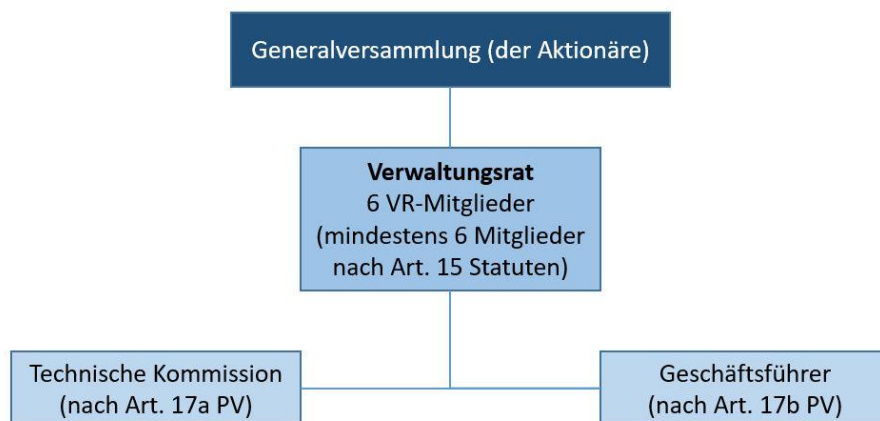 Generalversammlung (der Aktionäre)
Verwaltungsrat
6 VR-Mitglieder
(mindestens 6 Mitglieder
nach Art. 15 Statuten)
Technische Kommission
(nach Art. 17a PV)
Geschäftsführer
(nach Art. 17b PV)